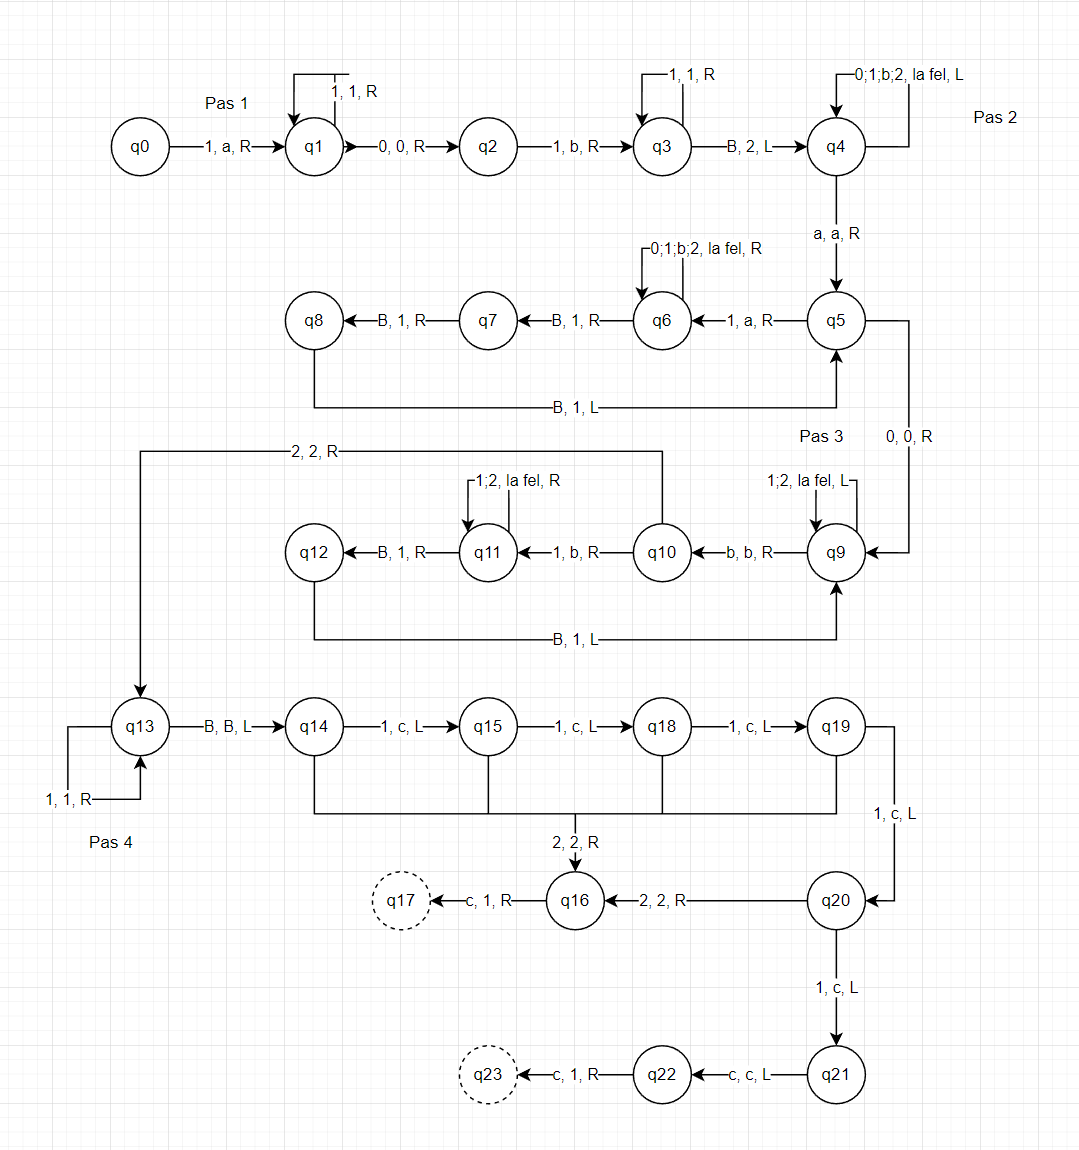 1, 1, R
1, 1, R
0;1;b;2, la fel, L
Pas 1
Pas 2
q0
1, a, R
q1
0, 0, R
q2
1, b, R
q3
B, 2, L
q4
a, a, R
0;1;b;2, la fel, R
q8
B, 1, R
q7
B, 1, R
q6
1, a, R
q5
B, 1, L
Pas 3
0, 0, R
2, 2, R
1;2, la fel, R
1;2, la fel, L
q12
B, 1, R
q11
1, b, R
q10
b, b, R
q9
B, 1, L
q13
B, B, L
q14
1, c, L
q15
1, c, L
q18
1, c, L
q19
1, 1, R
1, c, L
Pas 4
2, 2, R
q17
c, 1, R
q16
2, 2, R
q20
1, c, L
q23
c, 1, R
q22
c, c, L
q21